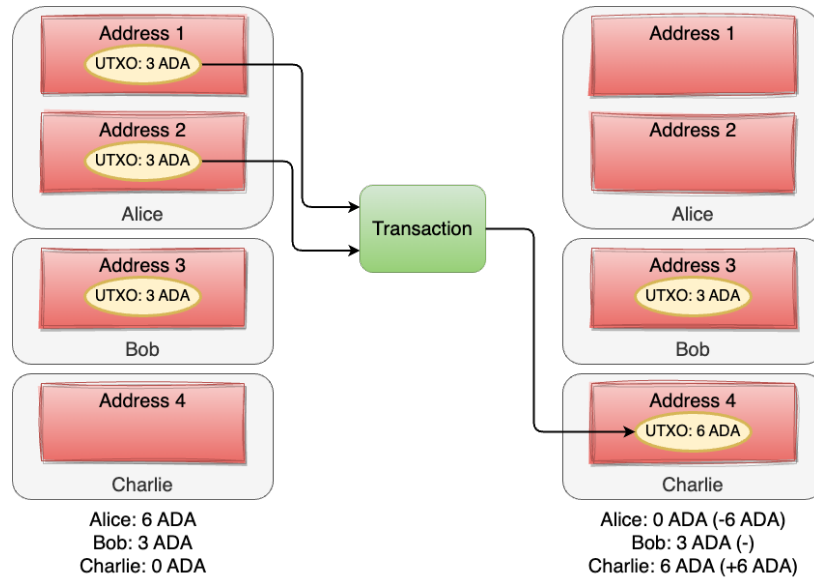 Address 1
UTXO: 3 ADA
Address 2
UTXO: 3 ADA
Alice
Address 3
UTXO: 3 ADA
Bob
Address 4
Charlie
Alice: 6 ADA
Bob: 3 ADA
Charlie: 0 ADA
Transaction
Address 1
Address 2
Alice
Address 3
UTXO: 3 ADA
Bob
Address 4
UTXO: 6 ADA
Charlie
Alice: 0 ADA (-6 ADA)
Bob: 3 ADA (-)
Charlie: 6 ADA (+6 ADA)